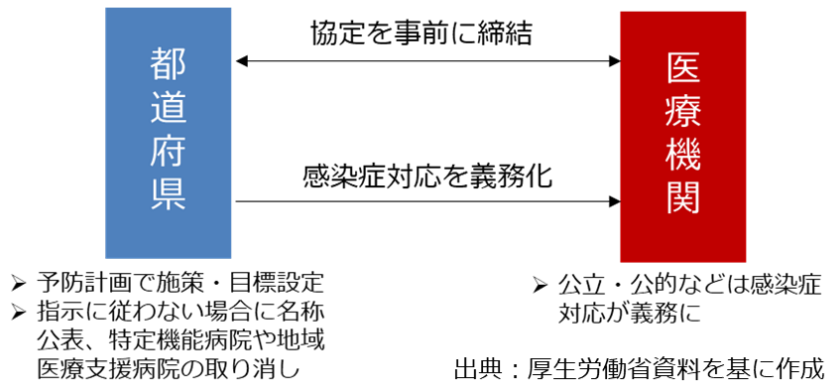 協定を事前に締結
都道府県
医療機関
感染症対応を義務化
➢ 予防計画で施策・目標設定
➢ 指示に従わない場合に名称
公表、特定機能病院や地域
医療支援病院の取り消し
➢ 公立・公的などは感染症
対応が義務に
出典：厚生労働省資料を基に作成